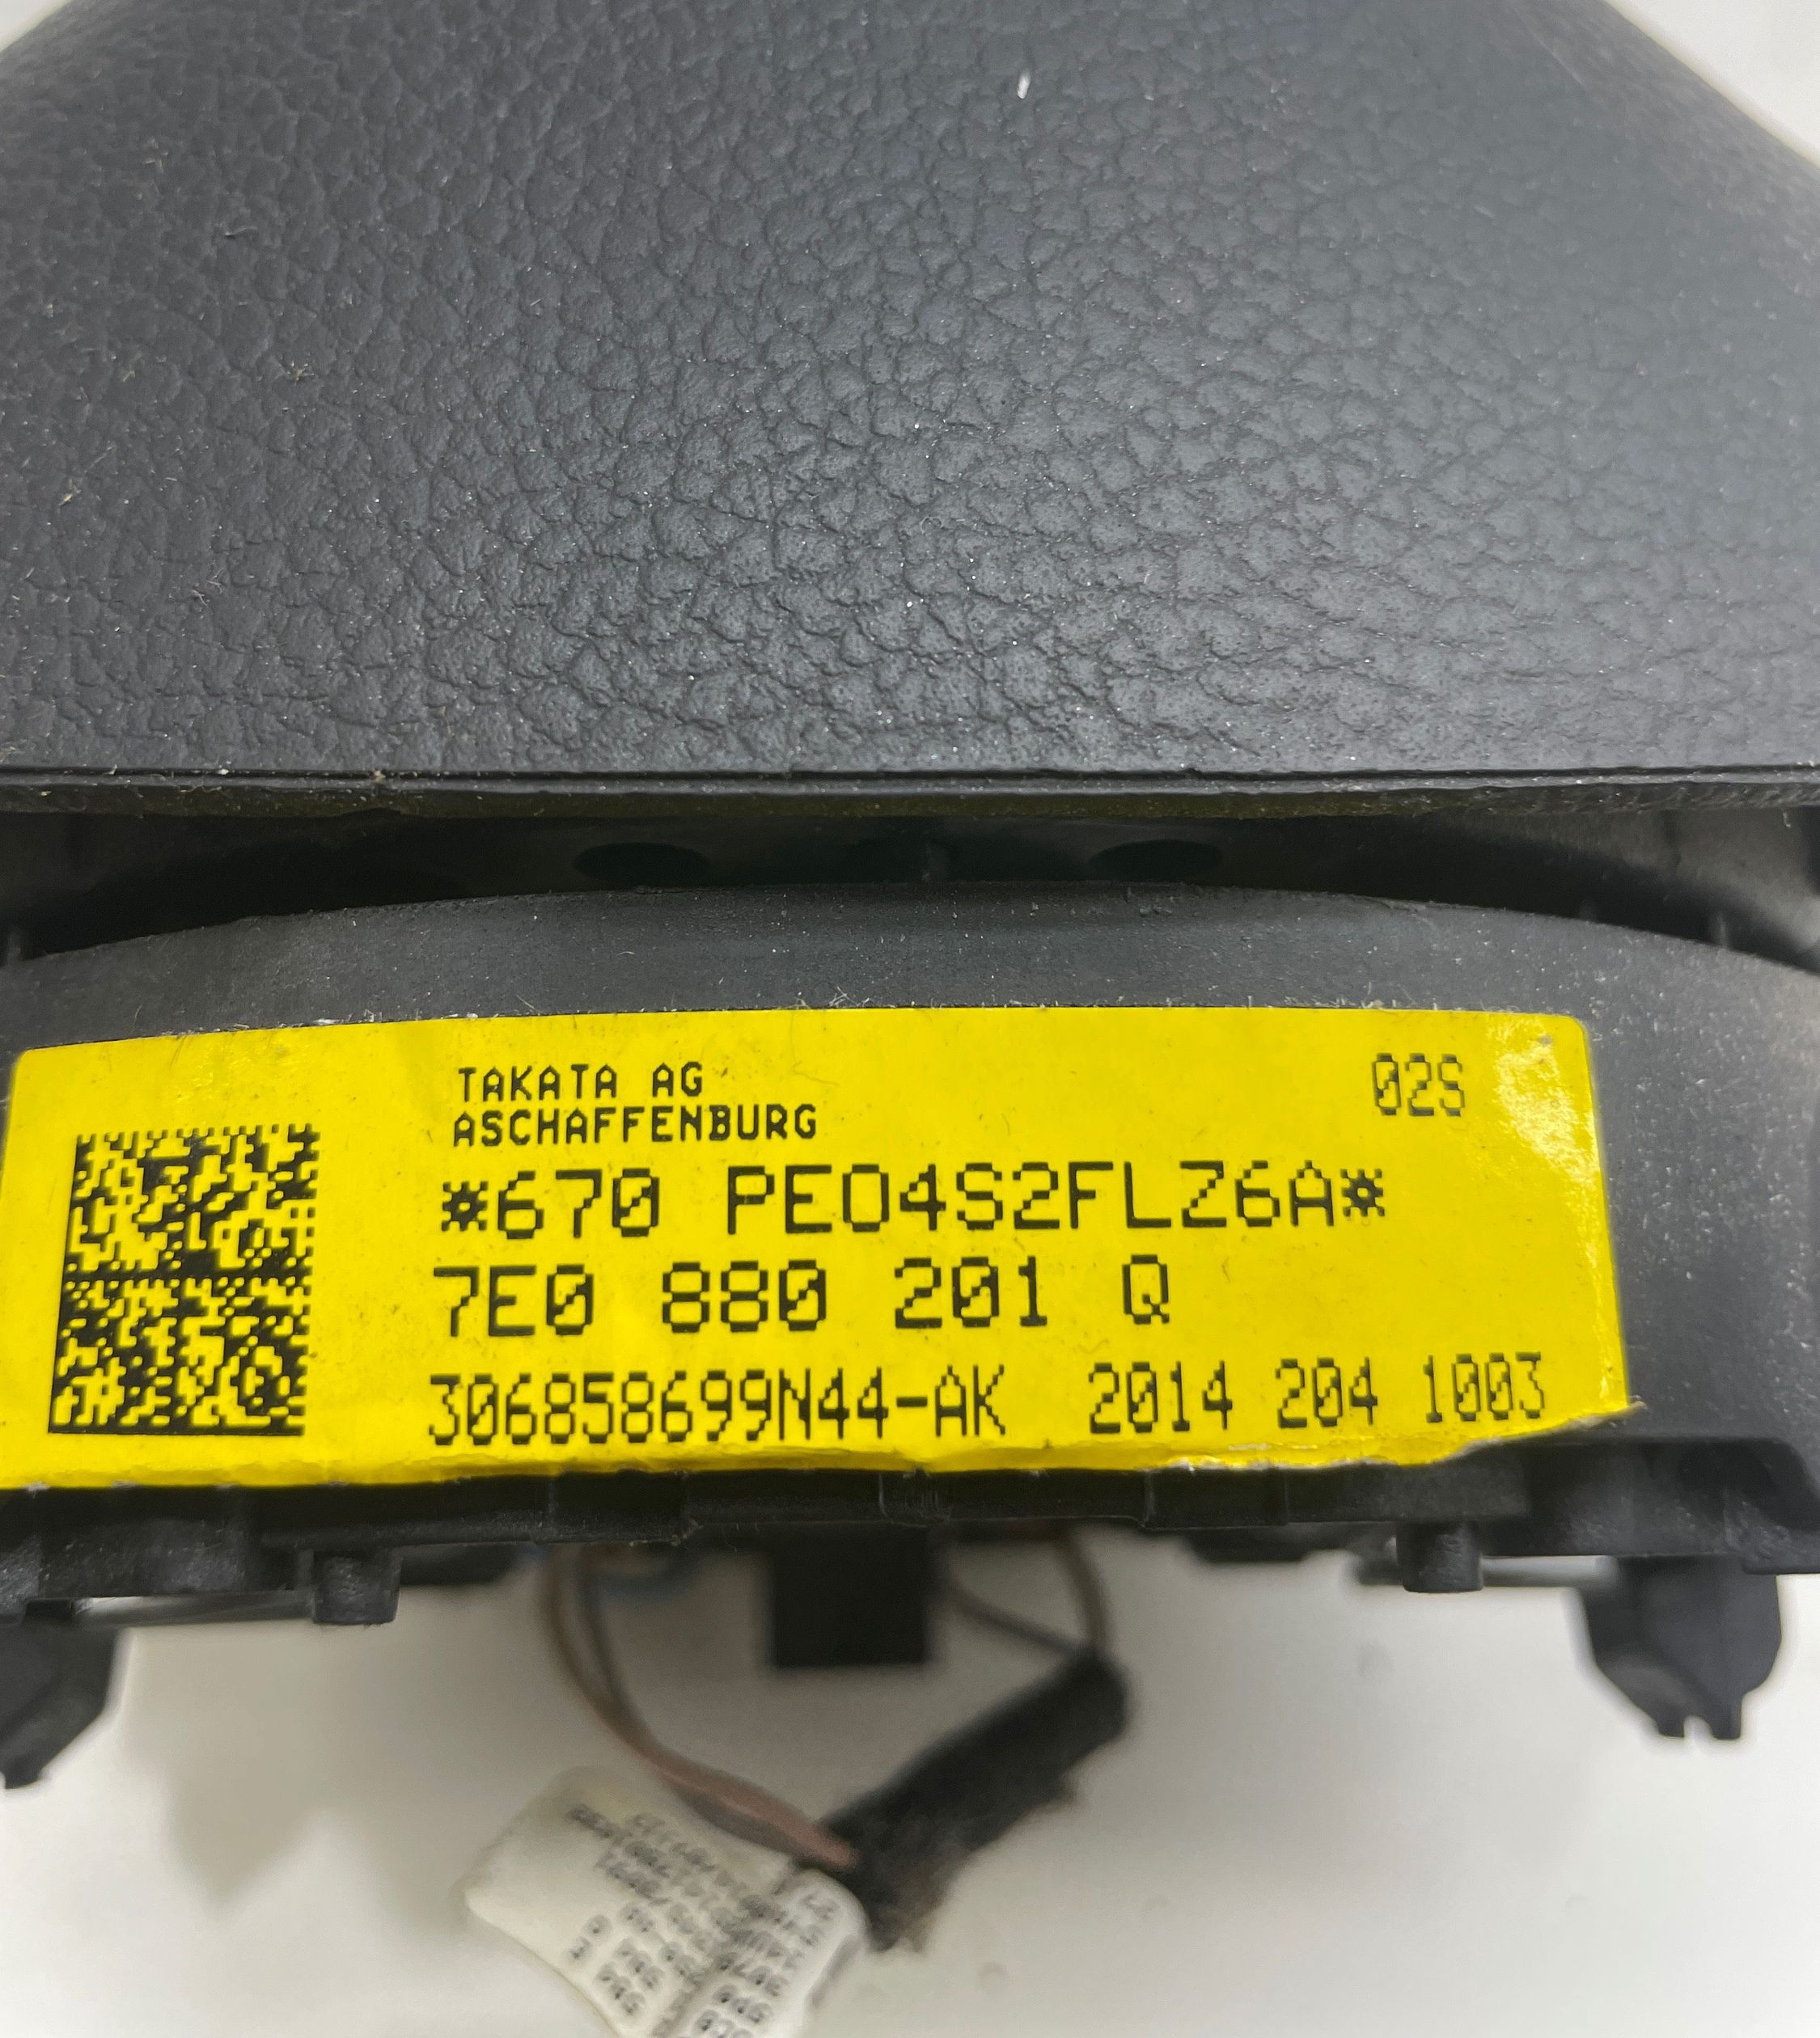 TAKATA AG
ASCHAFFENBURG
02S
*670 PE04S2FLZ6A*
7E0 880 201 Q
306858699N44-AK 2014 204 1003